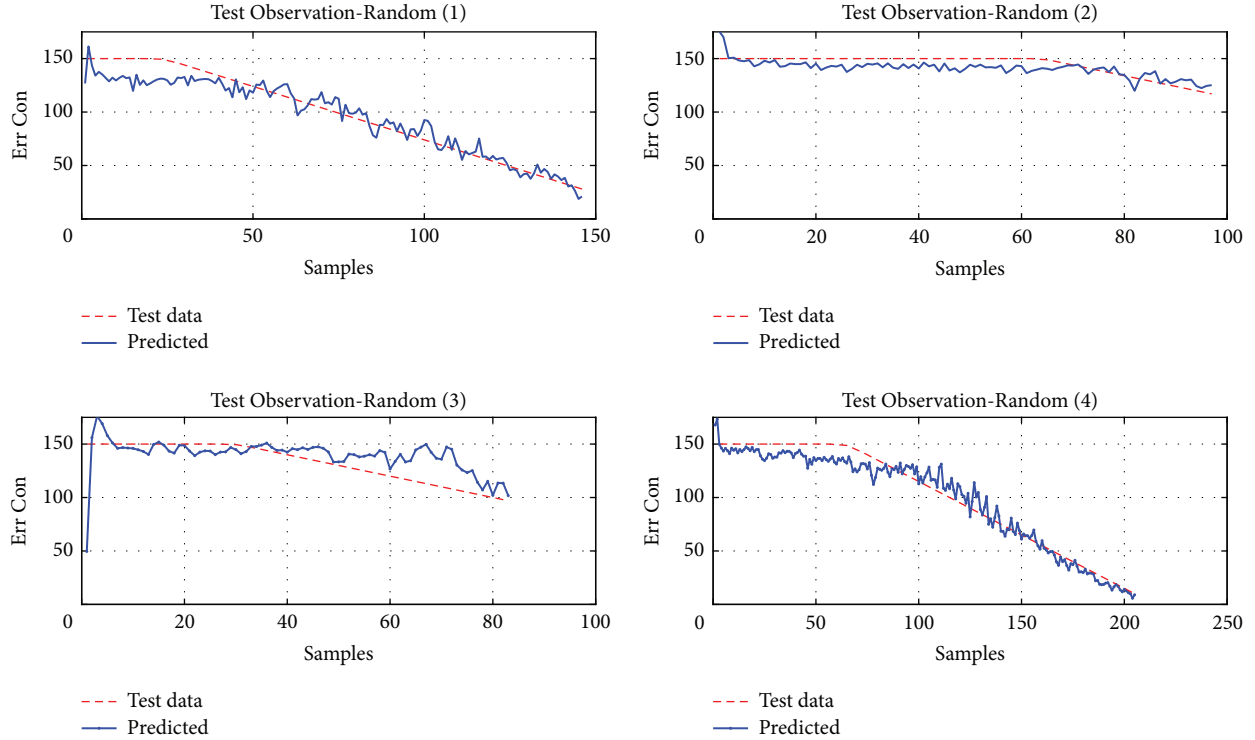 Test Observation-Random (1)
Err Con
150
100
50
0
50
100
150
Samples
Test data
Predicted
Test Observation-Random (2)
Err Con
150
100
50
0
20
40
60
80
100
Samples
Test data
Predicted
Test Observation-Random (3)
Err Con
150
100
50
0
20
40
60
80
100
Samples
Test data
Predicted
Test Observation-Random (4)
Err Con
150
100
50
0
50
100
150
200
250
Samples
Test data
Predicted